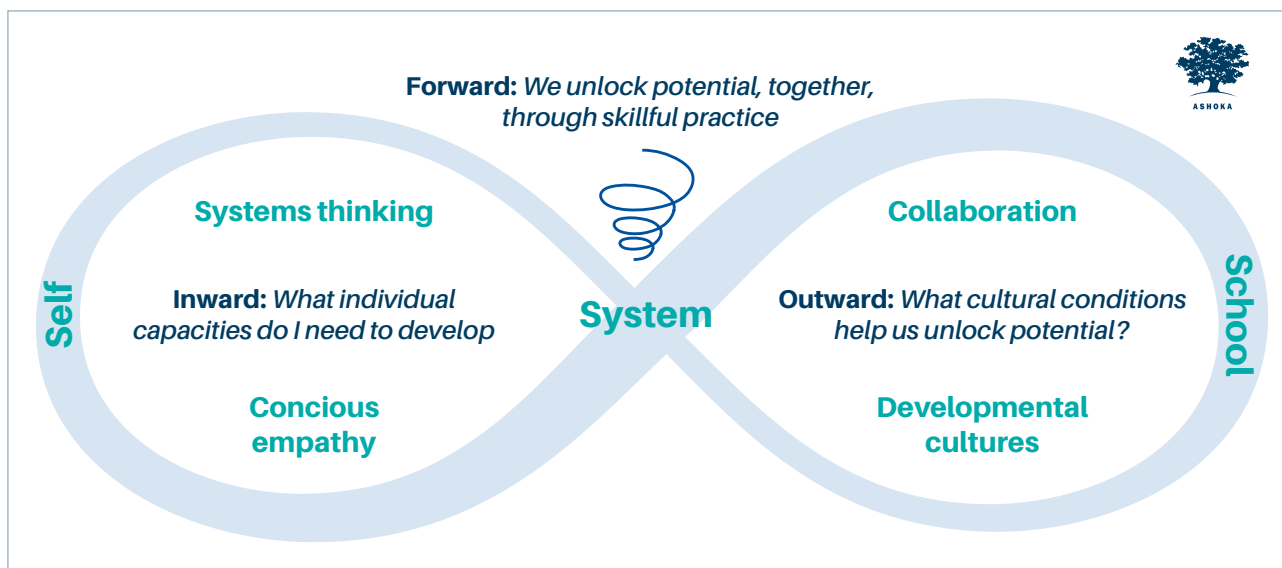 Forward: We unlock potential, together,
through skillful practice
ASHOKA
Systems thinking
Collaboration
Self
Inward: What individual
capacities do I need to develop
System
Outward: What cultural conditions
help us unlock potential?
School
Concious
empathy
Developmental
cultures